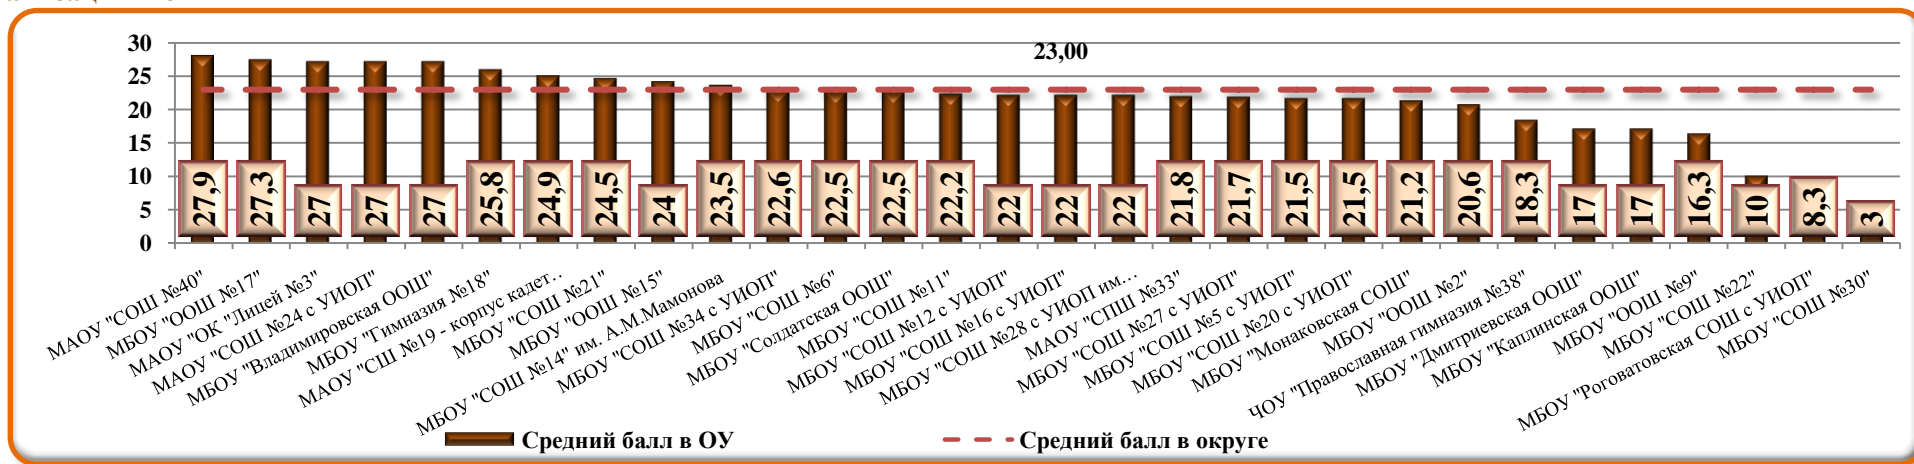 23,00
30
25
20
15
10
5
0
27,9
27,3
27
27
27
25,8
24,9
24,5
24
23,5
22,6
22,5
22,5
22,2
22
22
22
21,8
21,7
21,5
21,5
21,2
20,6
18,3
17
17
16,3
10
8,3
3
МАОУ "СОШ №40"
МБОУ "ООШ №17"
МАОУ "ОК "Лицей №3"
МАОУ "СОШ №24 с УИОП"
МБОУ "Владимировская ООШ"
МБОУ "Гимназия №18"
МАОУ "СШ №19 - корпус кадет…
МБОУ "СОШ №21"
МБОУ "ООШ №15"
МБОУ "СОШ №14" им. А.М.Мамонова
МБОУ "СОШ №34 с УИОП"
МБОУ "СОШ №6"
МБОУ "Солдатская ООШ"
МБОУ "СОШ №11"
МБОУ "СОШ №12 с УИОП"
МБОУ "СОШ №16 с УИОП"
МБОУ "СОШ №28 с УИОП им…
МАОУ "СПШ №33"
МБОУ "СОШ №27 с УИОП"
МБОУ "СОШ №5 с УИОП"
МБОУ "СОШ №20 с УИОП"
МБОУ "Монаковская СОШ"
МБОУ "ООШ №2"
ЧОУ "Православная гимназия №38"
МБОУ "Дмитриевская ООШ"
МБОУ "Каплинская ООШ"
МБОУ "ООШ №9"
МБОУ "СОШ №22"
МБОУ "Роговатовская СОШ с УИОП"
МБОУ "СОШ №30"
Средний балл в ОУ
Средний балл в округе